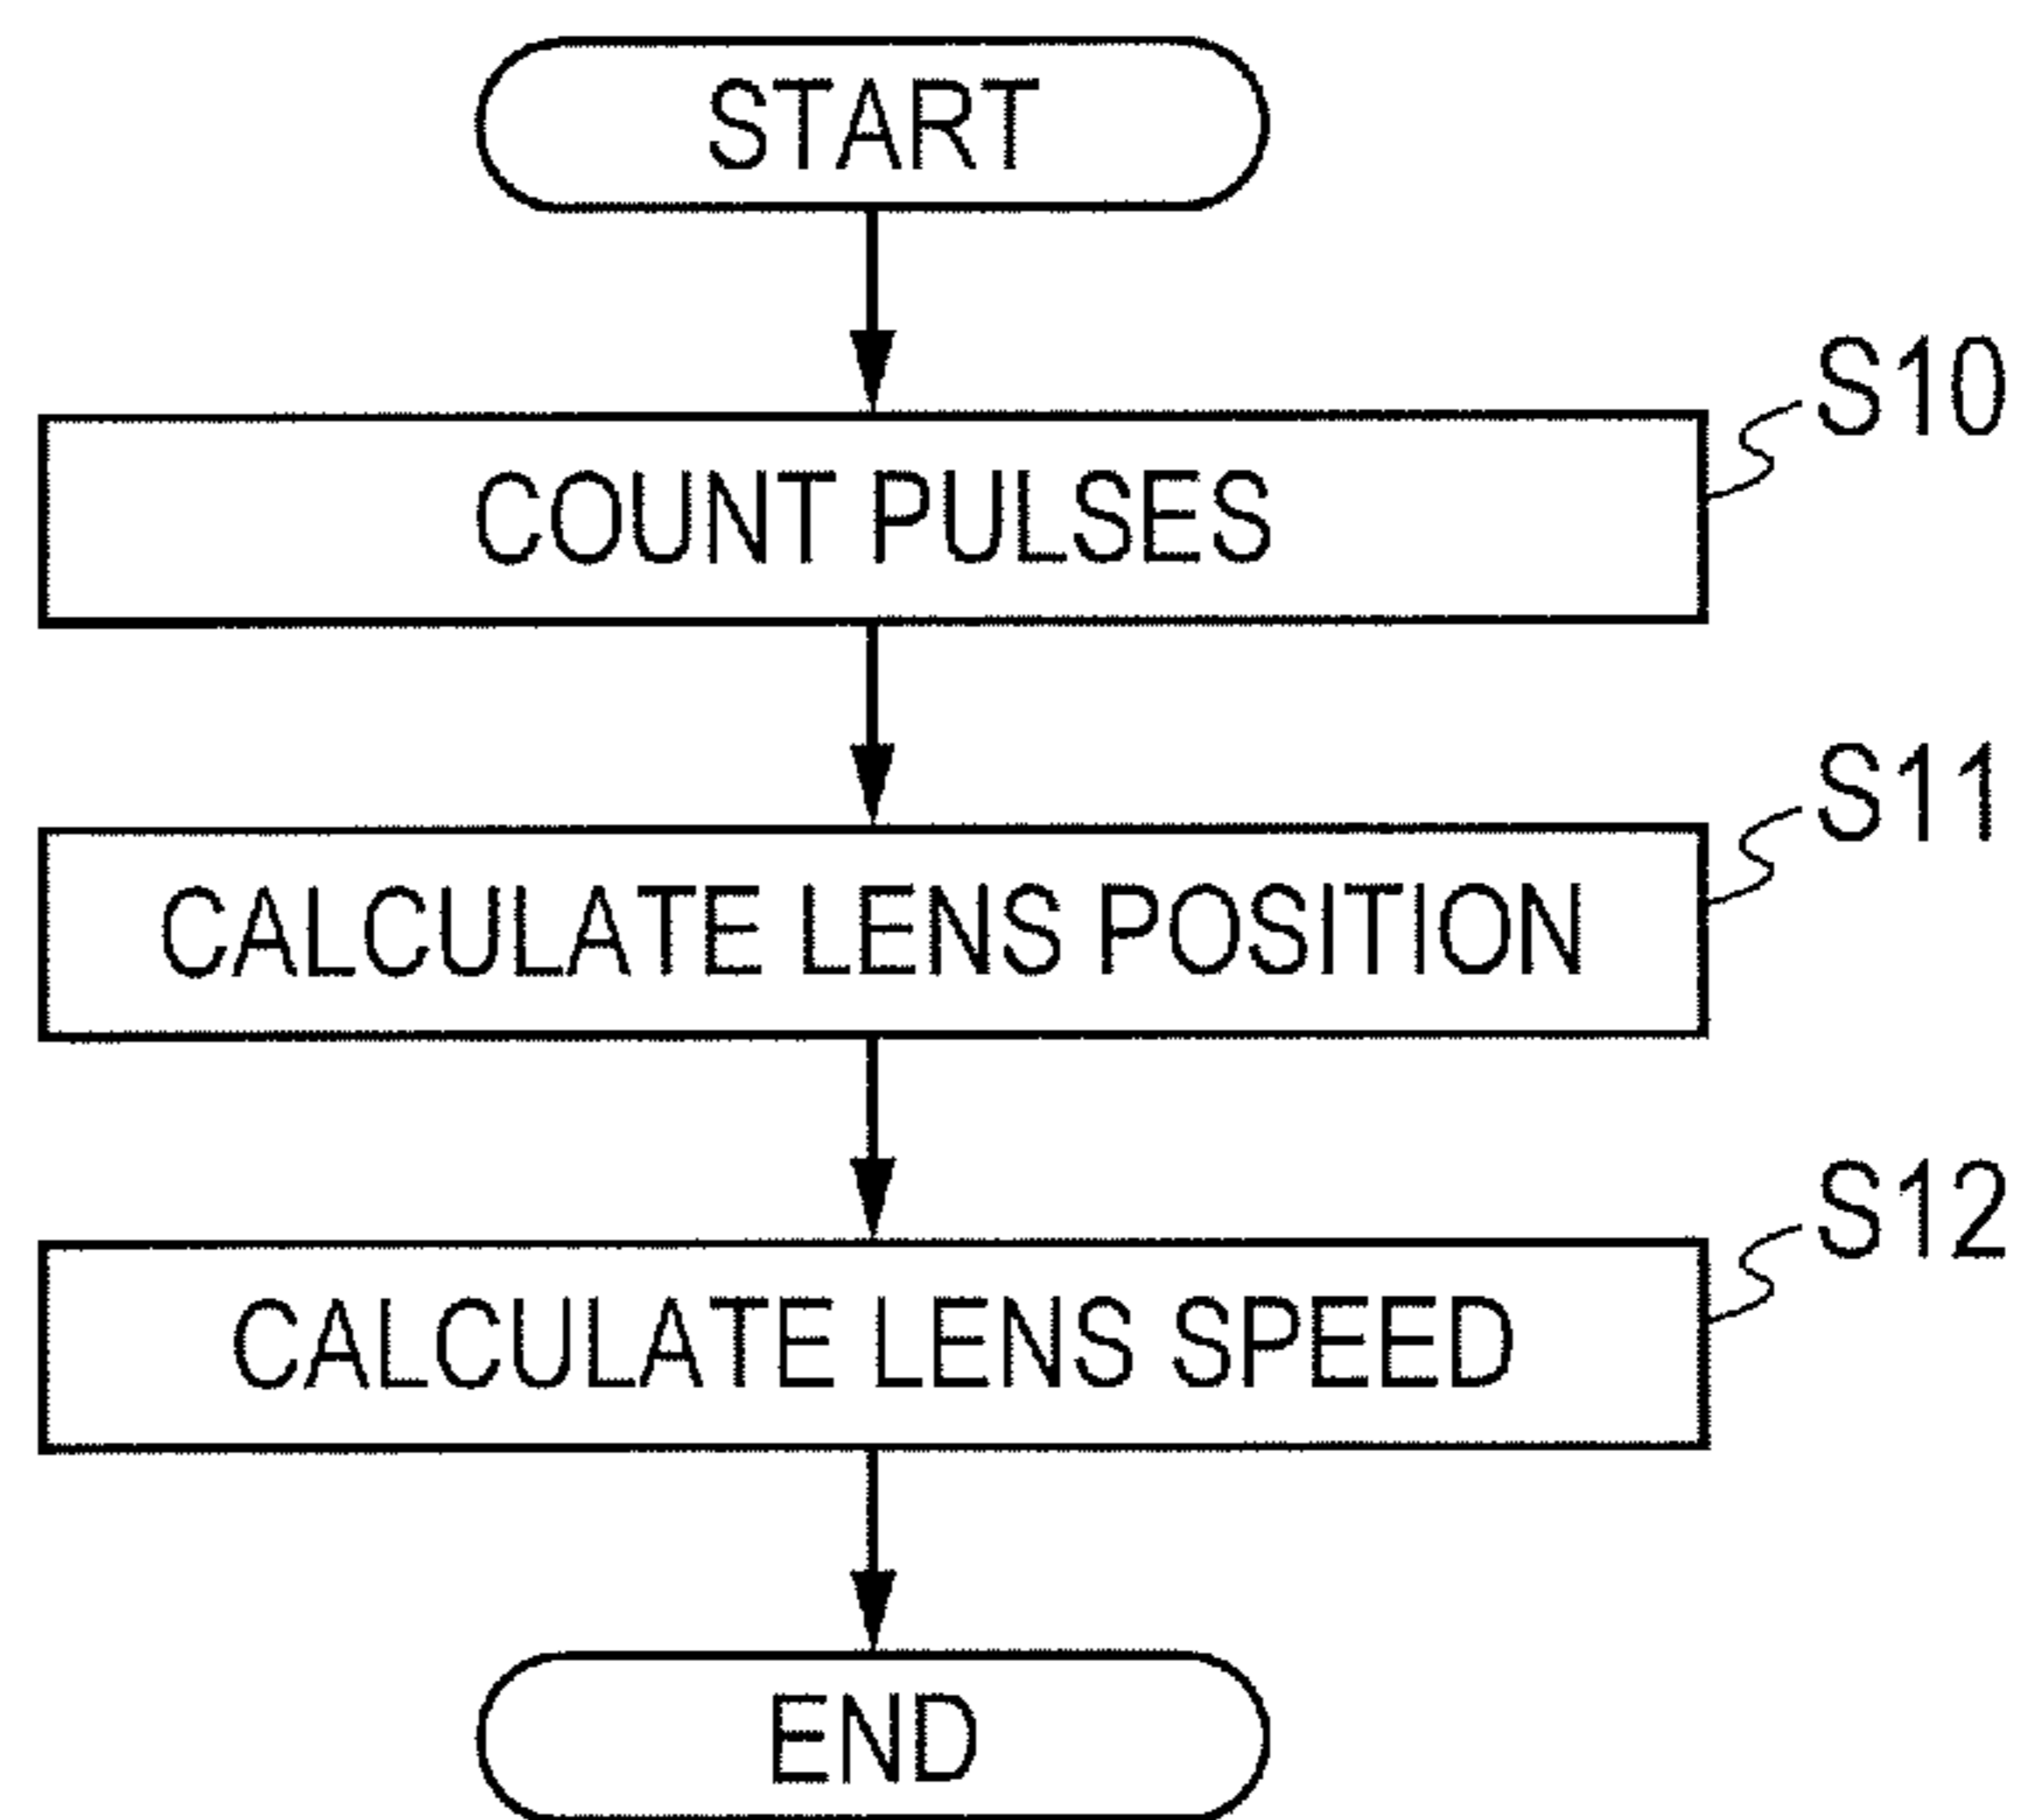 START
S10
COUNT PULSES
S11
CALCULATE LENS POSITION
S12
CALCULATE LENS SPEED
END